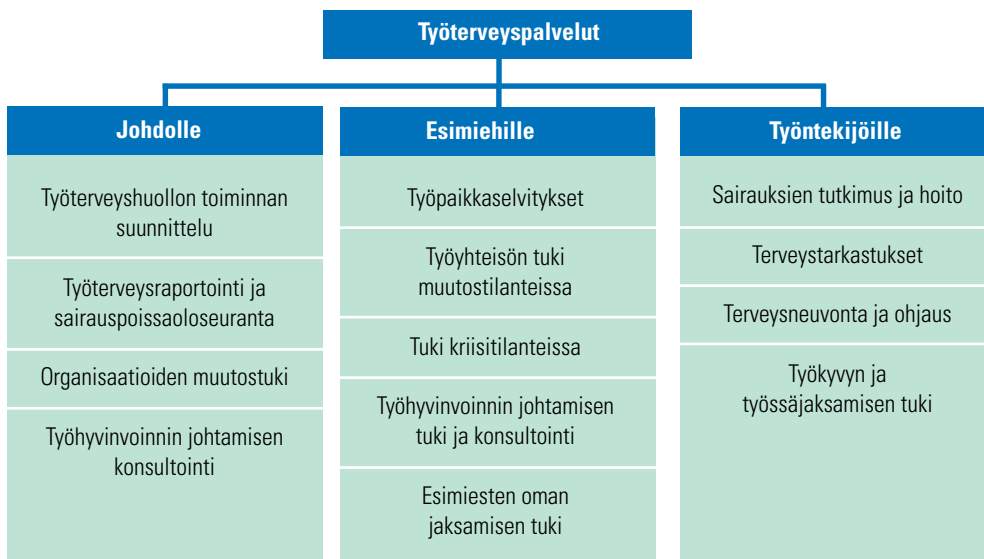 Työterveyspalvelut
Johdolle
Työterveyshuollon toiminnan
suunnittelu
Työterveysraportointi ja
sairauspoissaoloseuranta
Organisaatioiden muutostuki
Työhyvinvoinnin johtamisen
konsultointi
Esimiehille
Työpaikkaselvitykset
Työyhteisön tuki
muutostilanteissa
Tuki kriisitilanteissa
Työhyvinvoinnin johtamisen
tuki ja konsultointi
Esimiesten oman
jaksamisen tuki
Työntekijöille
Sairauksien tutkimus ja hoito
Terveystarkastukset
Terveysneuvonta ja ohjaus
Työkyvyn ja
työssäjaksamisen tuki